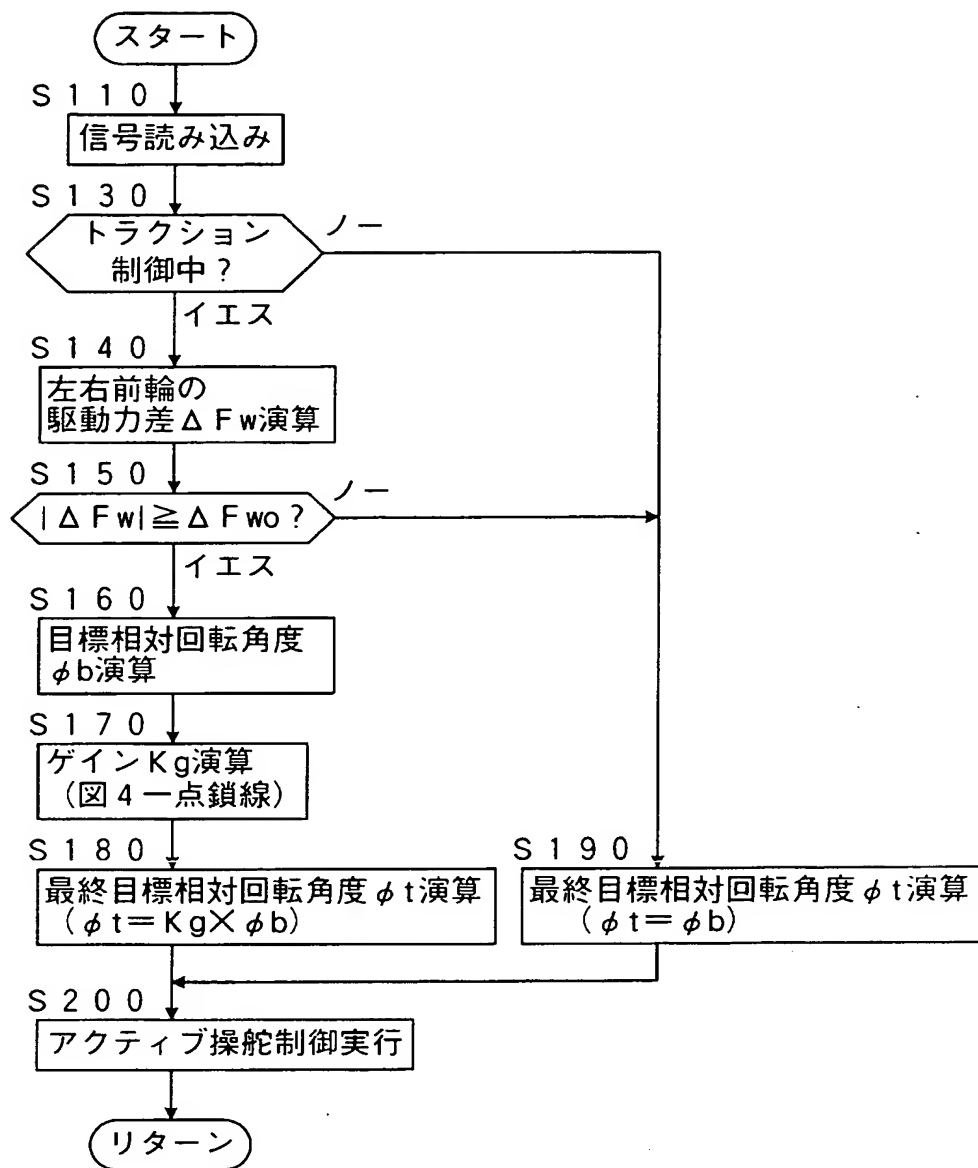 スタート
S110
信号読み込み
S130
トラクション
制御中?
ノー
イエス
S140
左右前輪の
駆動力差ΔFw演算
S150
|ΔFw|≧ΔFwo?
ノー
イエス
S160
目標相対回転角度
φb演算
S170
ゲインKg演算
(図4一点鎖線)
S180
最終目標相対回転角度φt演算
(φt=Kg×φb)
S190
最終目標相対回転角度φt演算
(φt=φb)
S200
アクティブ操舵制御実行
リターン